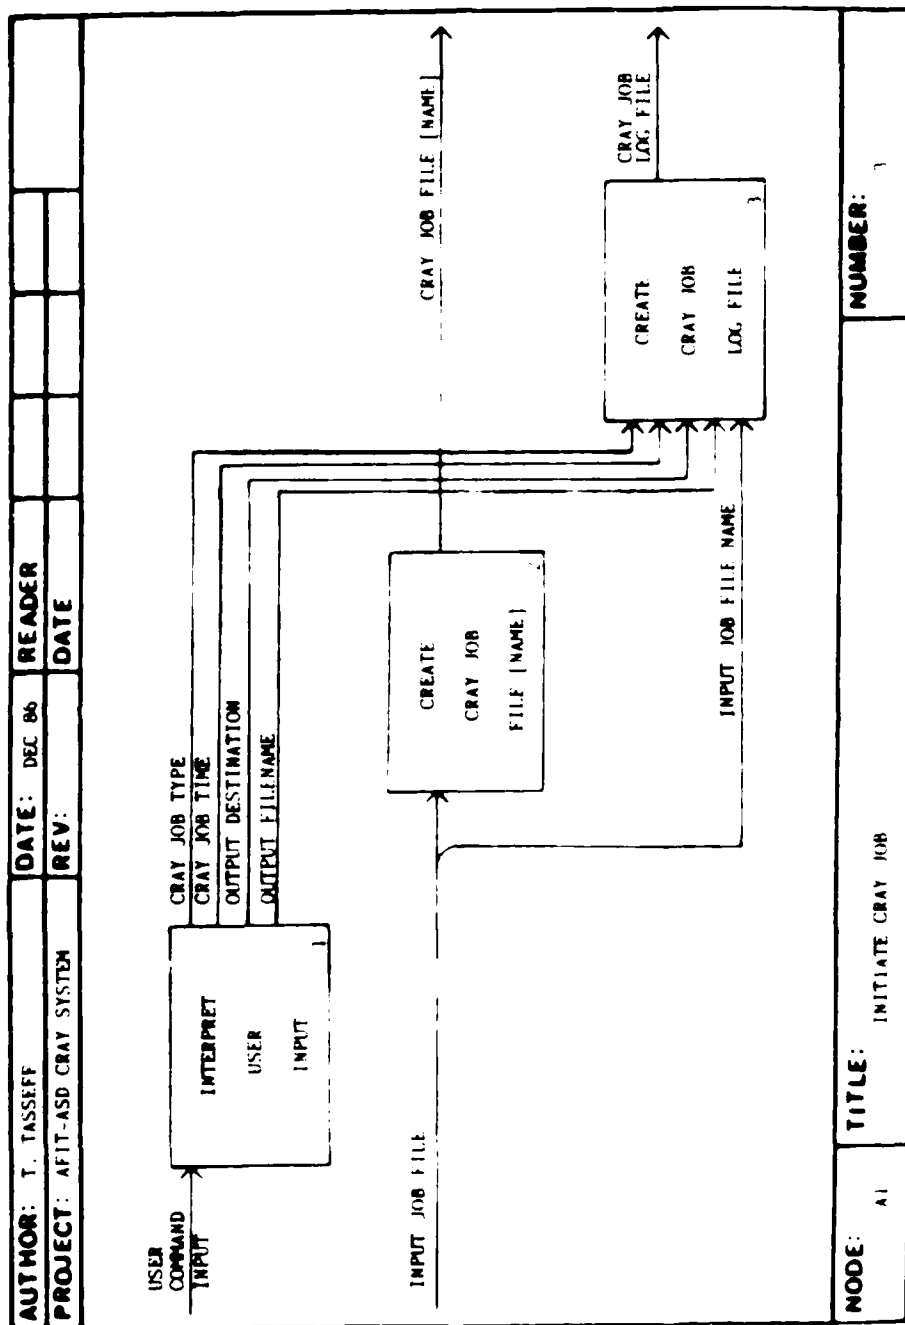 AUTHOR: T. TASSEFF
DATE: DEC 86
READER
PROJECT: AFIT-ASD CRAY SYSTEM
REV:
DATE
USER
COMMAND
INPUT
INTERPRET
USER
INPUT
1
CRAY JOB TYPE
CRAY JOB TIME
OUTPUT DESTINATION
OUTPUT FILENAME
INPUT JOB FILE
CREATE
CRAY JOB
FILE [NAME]
2
CRAY JOB FILE [NAME]
INPUT JOB FILE NAME
CREATE
CRAY JOB
LOG FILE
3
CRAY JOB
LOG FILE
NODE: A1
TITLE: INITIATE CRAY JOB
NUMBER: 3